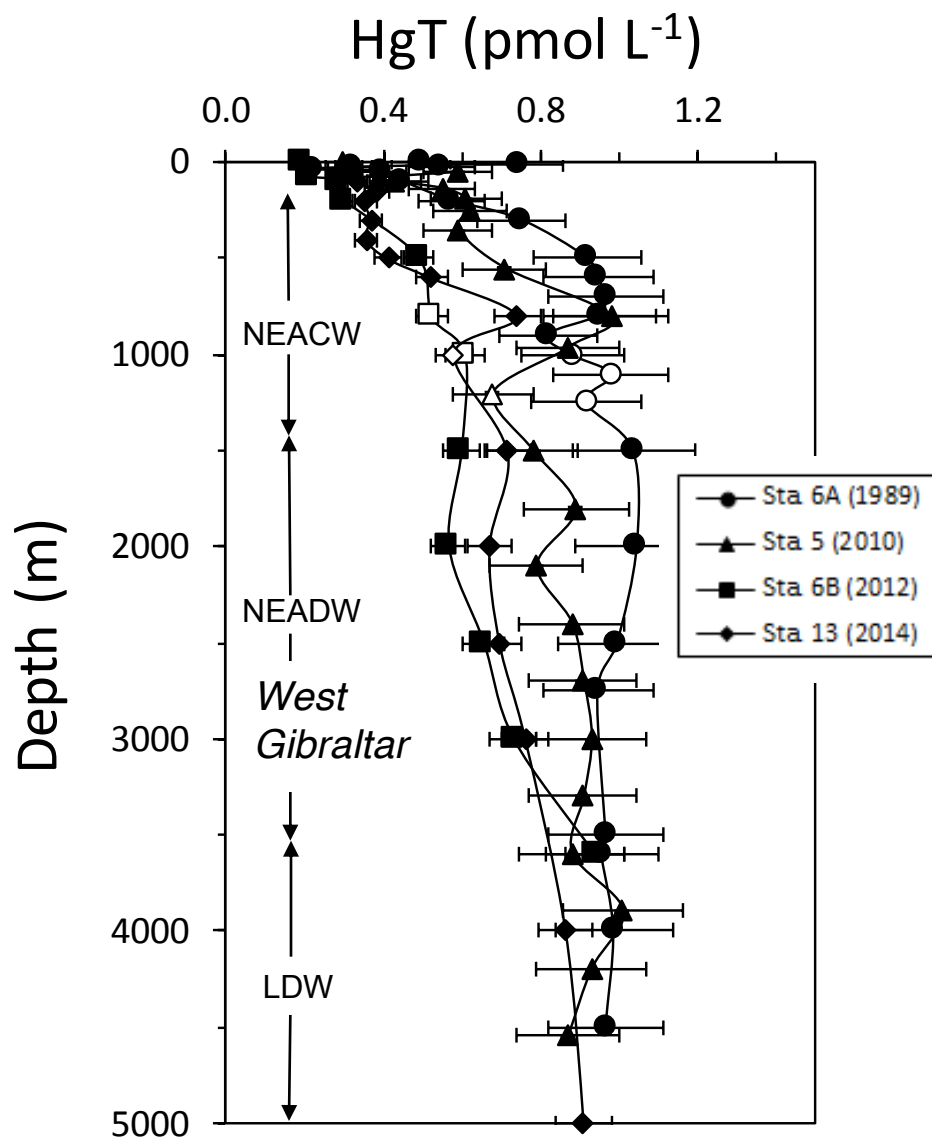 HgT (pmol L-1)
0.0 0.4 0.8 1.2
0
1000
2000
3000
4000
5000
Depth (m)
NEACW
NEADW
West
Gibraltar
LDW
Sta 6A (1989)
Sta 5 (2010)
Sta 6B (2012)
Sta 13 (2014)